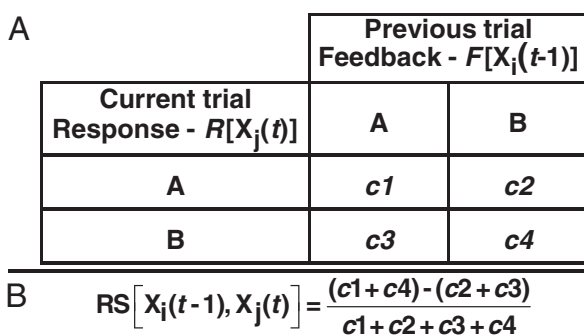 A
Previous trial
Feedback - F[Xi(t-1)]
Current trial
Response - R[Xj(t)]
A B
A c1 c2
B c3 c4
B RS[Xi(t-1), Xj(t)] = (c1+c4)-(c2+c3)
c1+c2+c3+c4